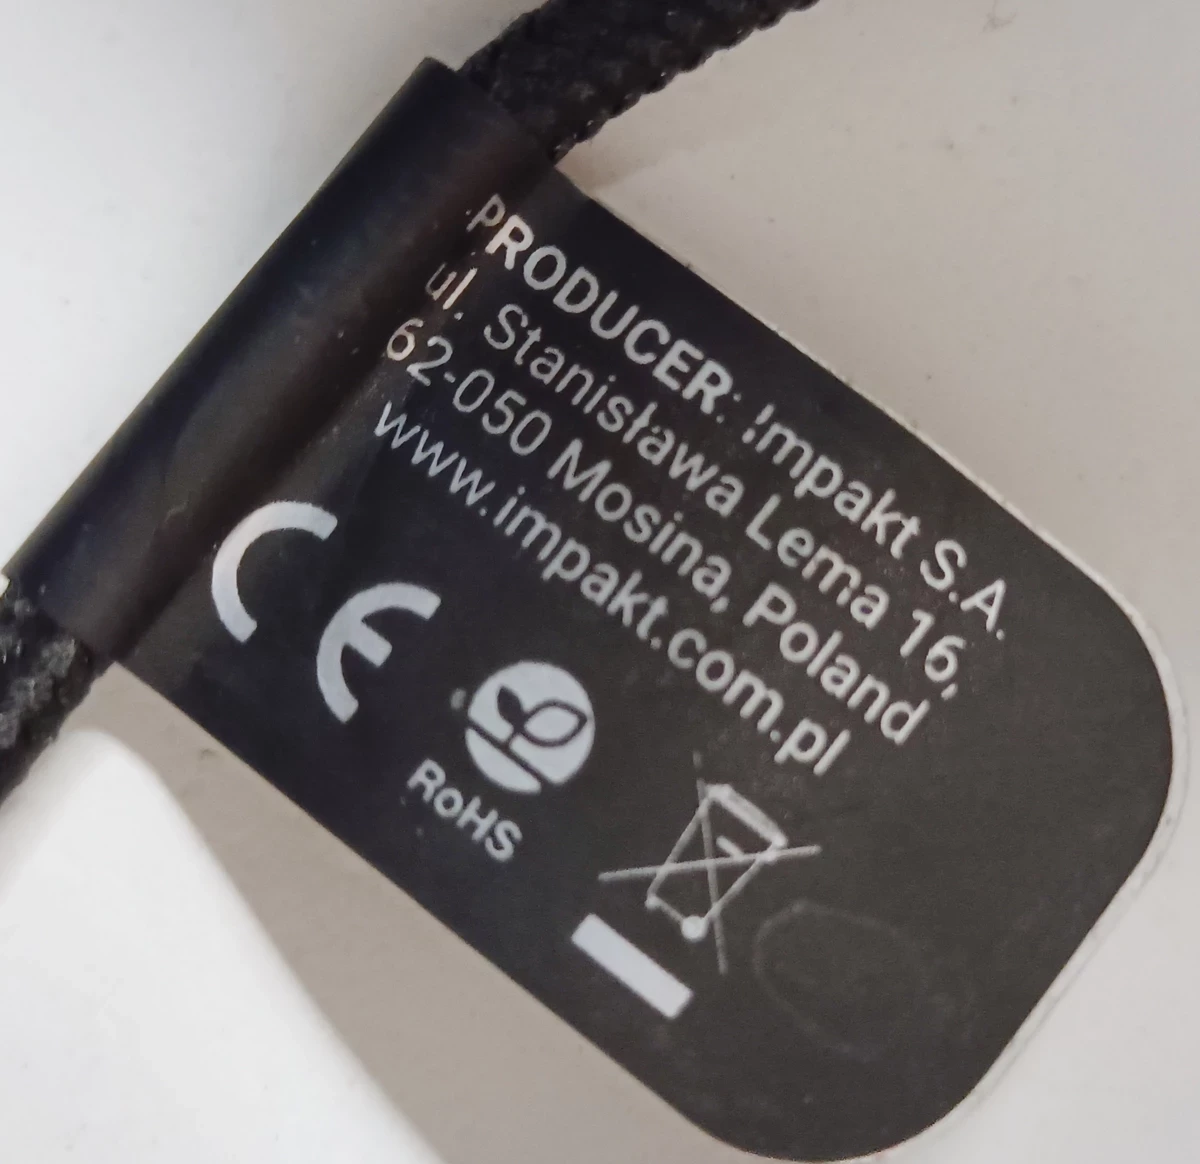 PRODUCER: Impakt S.A.
ul. Stanisława Lema 16,
62-050 Mosina, Poland
www.impakt.com.pl
CE
RoHS